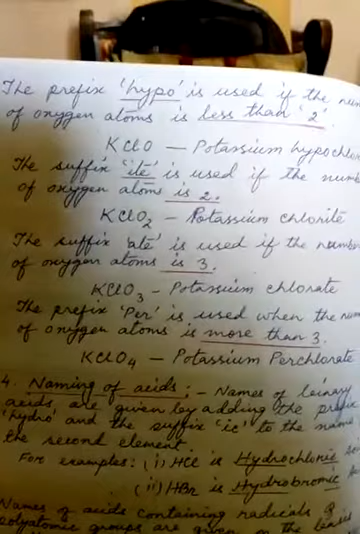 The prefix 'hypo' is used if the num
of oxygen atoms is less than '2'.
KClO — Potassium hypochlor
The suffix 'ite' is used if the numb
of oxygen atoms is 2.
KClO2 — Potassium chlorite
The suffix 'ate' is used if the number
of oxygen atoms is 3.
KClO3 - Potassium chlorate
The prefix 'Per' is used when the num
of oxygen atoms is more than 3.
KClO4 — Potassium Perchlorate
4. Naming of acids :- Names of binary
acids are given by adding the prefix
'hydro' and the suffix 'ic' to the name
the second element
For examples: (i) HCl is Hydrochloric
(ii) HBr is Hydrobromic
Names of acids containing radicals of
polyatomic groups are given on the basis